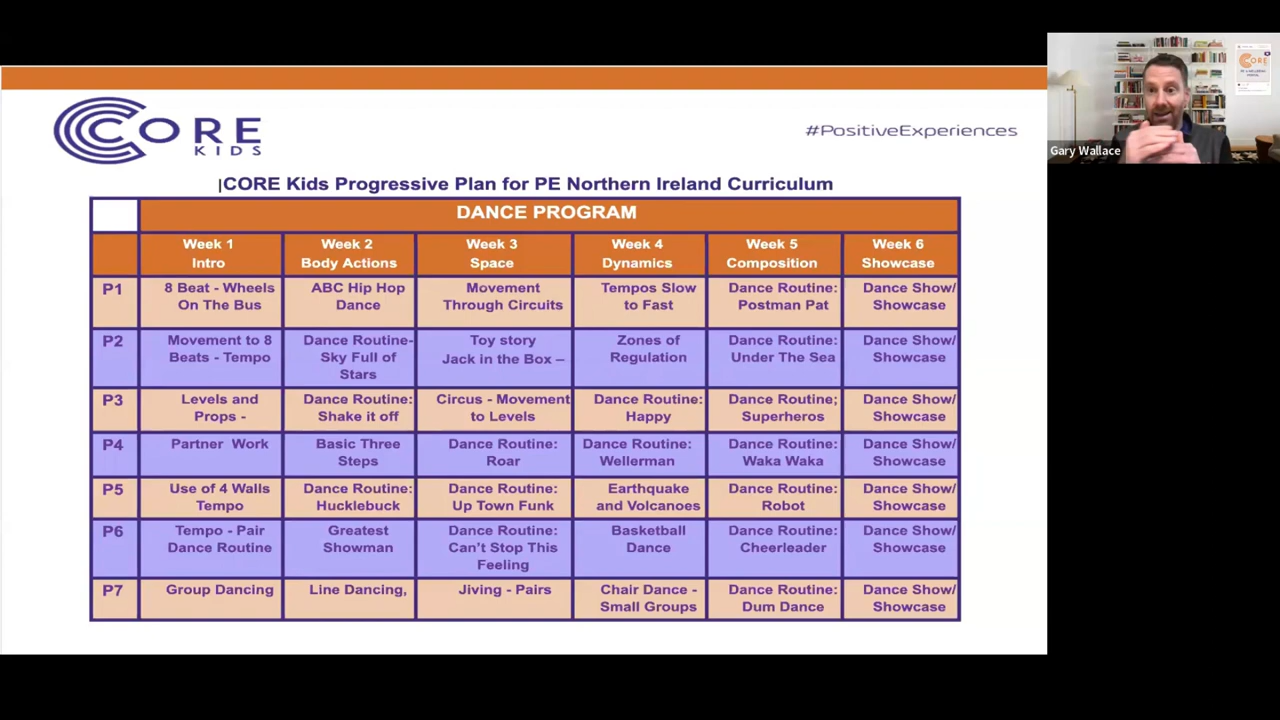 CORE
KIDS
#PositiveExperiences
CORE Kids Progressive Plan for PE Northern Ireland Curriculum
DANCE PROGRAM
Week 1
Intro
Week 2
Body Actions
Week 3
Space
Week 4
Dynamics
Week 5
Composition
Week 6
Showcase
P1
8 Beat - Wheels
On The Bus
ABC Hip Hop
Dance
Movement
Through Circuits
Tempos Slow
to Fast
Dance Routine:
Postman Pat
Dance Show/
Showcase
P2
Movement to 8
Beats - Tempo
Dance Routine-
Sky Full of
Stars
Toy story
Jack in the Box –
Zones of
Regulation
Dance Routine:
Under The Sea
Dance Show/
Showcase
P3
Levels and
Props -
Dance Routine:
Shake it off
Circus - Movement
to Levels
Dance Routine:
Happy
Dance Routine;
Superheros
Dance Show/
Showcase
P4
Partner Work
Basic Three
Steps
Dance Routine:
Roar
Dance Routine:
Wellerman
Dance Routine:
Waka Waka
Dance Show/
Showcase
P5
Use of 4 Walls
Tempo
Dance Routine:
Hucklebuck
Dance Routine:
Up Town Funk
Earthquake
and Volcanoes
Dance Routine:
Robot
Dance Show/
Showcase
P6
Tempo - Pair
Dance Routine
Greatest
Showman
Dance Routine:
Can't Stop This
Feeling
Basketball
Dance
Dance Routine:
Cheerleader
Dance Show/
Showcase
P7
Group Dancing
Line Dancing,
Jiving - Pairs
Chair Dance -
Small Groups
Dance Routine:
Dum Dance
Dance Show/
Showcase
CORE
Gary Wallace